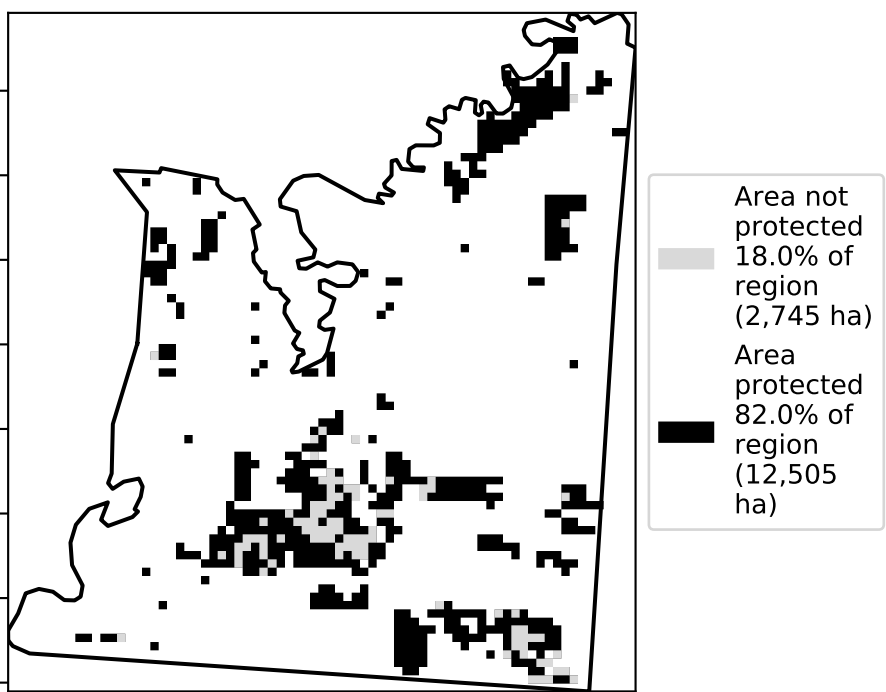 Area not
protected
18.0% of
region
(2,745 ha)
Area
protected
82.0% of
region
(12,505
ha)